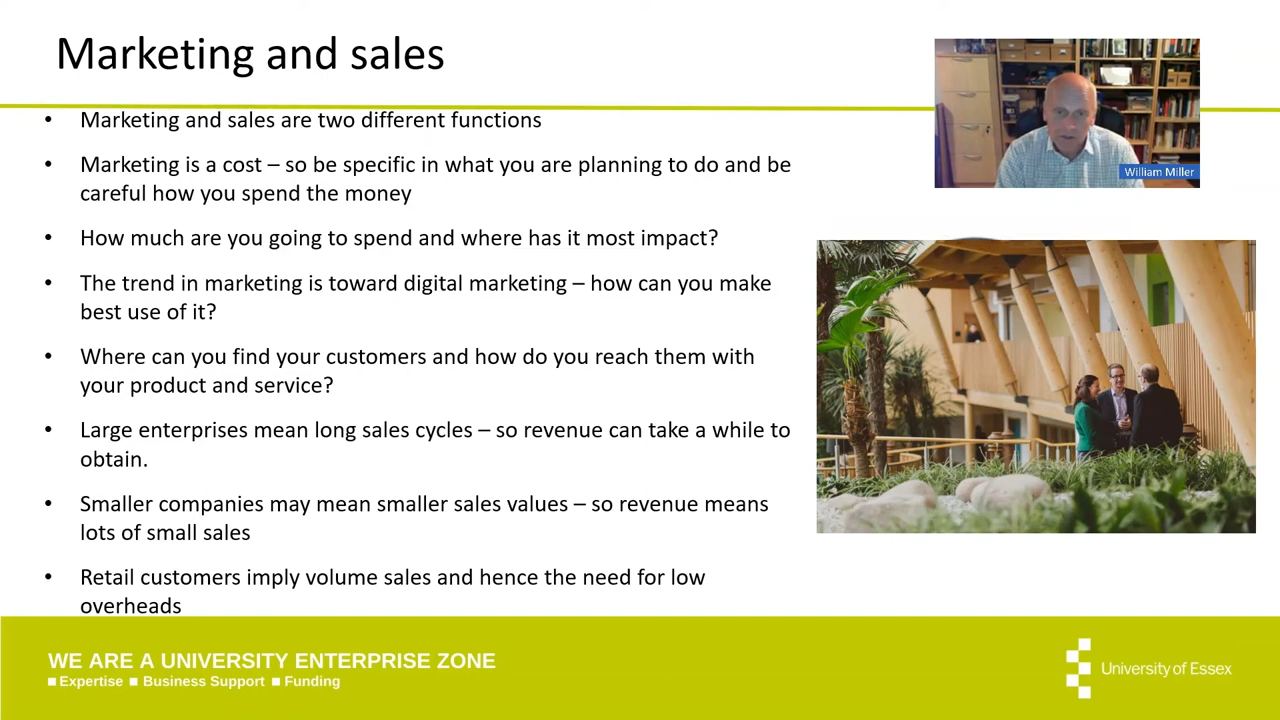 Marketing and sales
• Marketing and sales are two different functions
• Marketing is a cost – so be specific in what you are planning to do and be
careful how you spend the money
• How much are you going to spend and where has it most impact?
• The trend in marketing is toward digital marketing – how can you make
best use of it?
• Where can you find your customers and how do you reach them with
your product and service?
• Large enterprises mean long sales cycles – so revenue can take a while to
obtain.
• Smaller companies may mean smaller sales values – so revenue means
lots of small sales
• Retail customers imply volume sales and hence the need for low
overheads
William Miller
WE ARE A UNIVERSITY ENTERPRISE ZONE
■ Expertise ■ Business Support ■ Funding
University of Essex